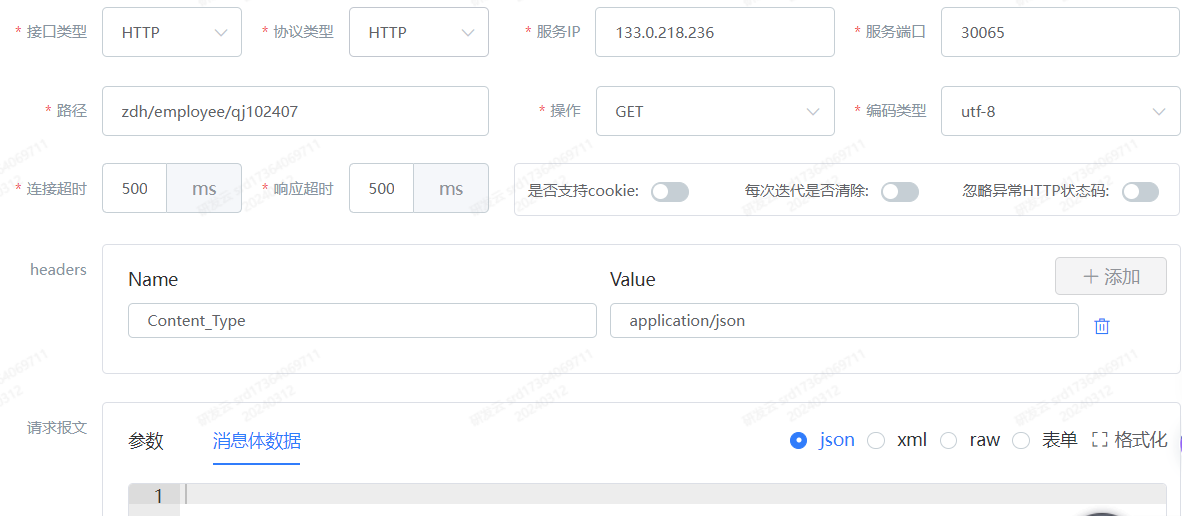 * 接口类型 HTTP * 协议类型 HTTP * 服务IP 133.0.218.236 * 服务端口 30065
* 路径 zdh/employee/qj102407 * 操作 GET * 编码类型 utf-8
* 连接超时 500 ms * 响应超时 500 ms 是否支持cookie: 每次迭代是否清除: 忽略异常HTTP状态码:
headers
Name Value 添加
Content_Type application/json
研发云 srd17364069711
20240312
请求报文
参数 消息体数据 json xml raw 表单 格式化
1